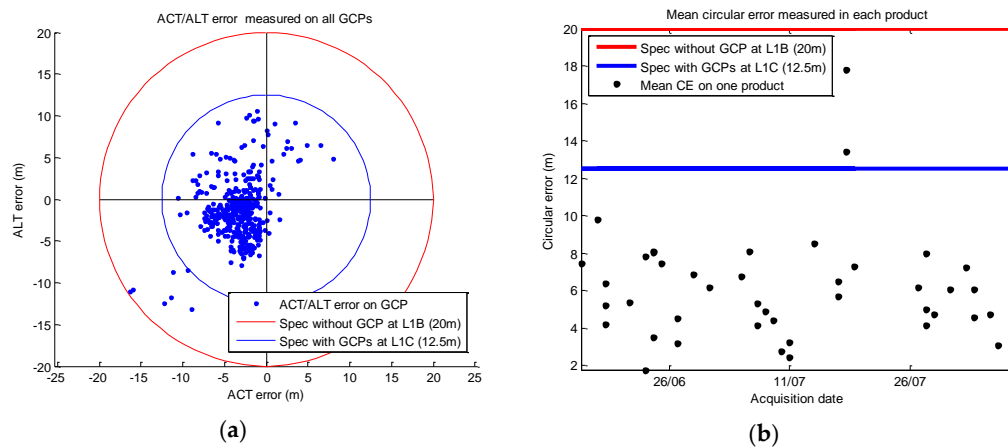 ACT/ALT error  measured on all GCPs
20
15
10
5
0
-5
-10
-15
-20
ALT error (m)
-25
-20
-15
-10
-5
0
5
10
15
20
25
ACT error (m)
ACT/ALT error on GCP
Spec without GCP at L1B (20m)
Spec with GCPs at L1C (12.5m)
(a)
Mean circular error measured in each product
20
18
16
14
12
10
8
6
4
2
Circular error (m)
26/06
11/07
26/07
Acquisition date
Spec without GCP at L1B (20m)
Spec with GCPs at L1C (12.5m)
Mean CE on one product
(b)